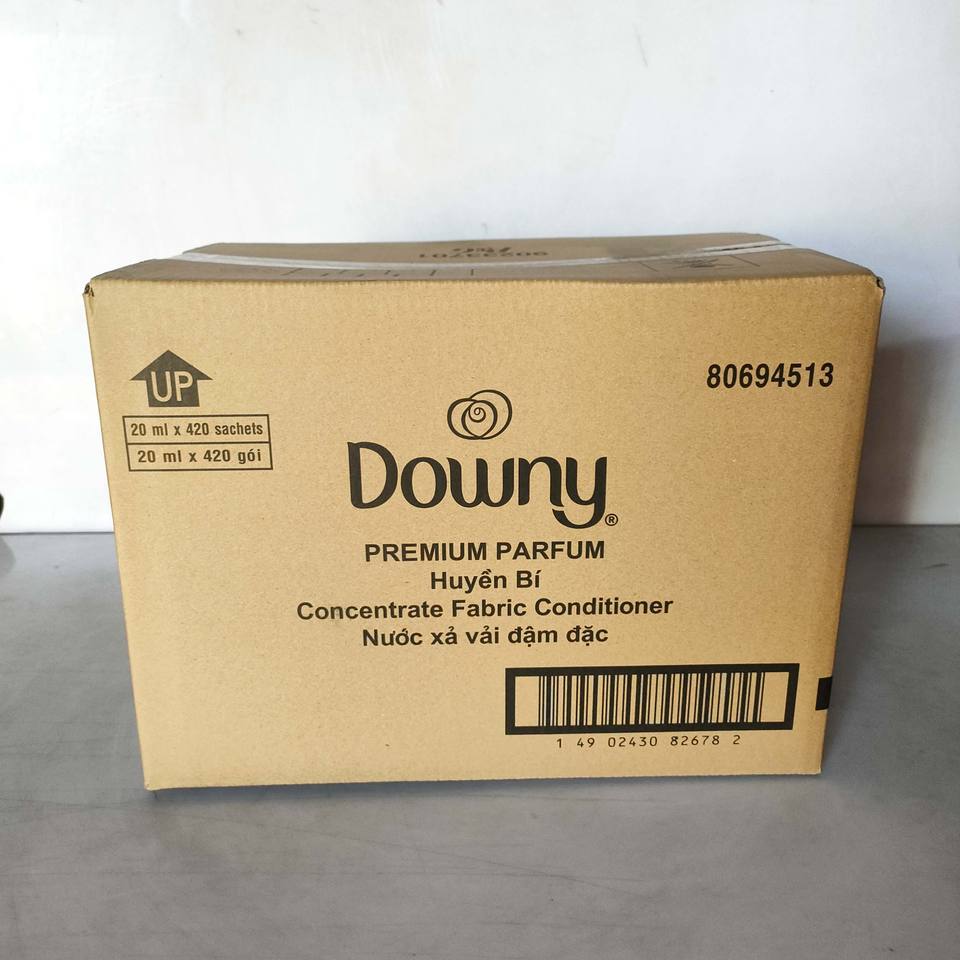 UP
20 ml x 420 sachets
20 ml x 420 gói
80694513
Downy®
PREMIUM PARFUM
Huyền Bí
Concentrate Fabric Conditioner
Nước xả vải đậm đặc
1 49 02430 82678 2